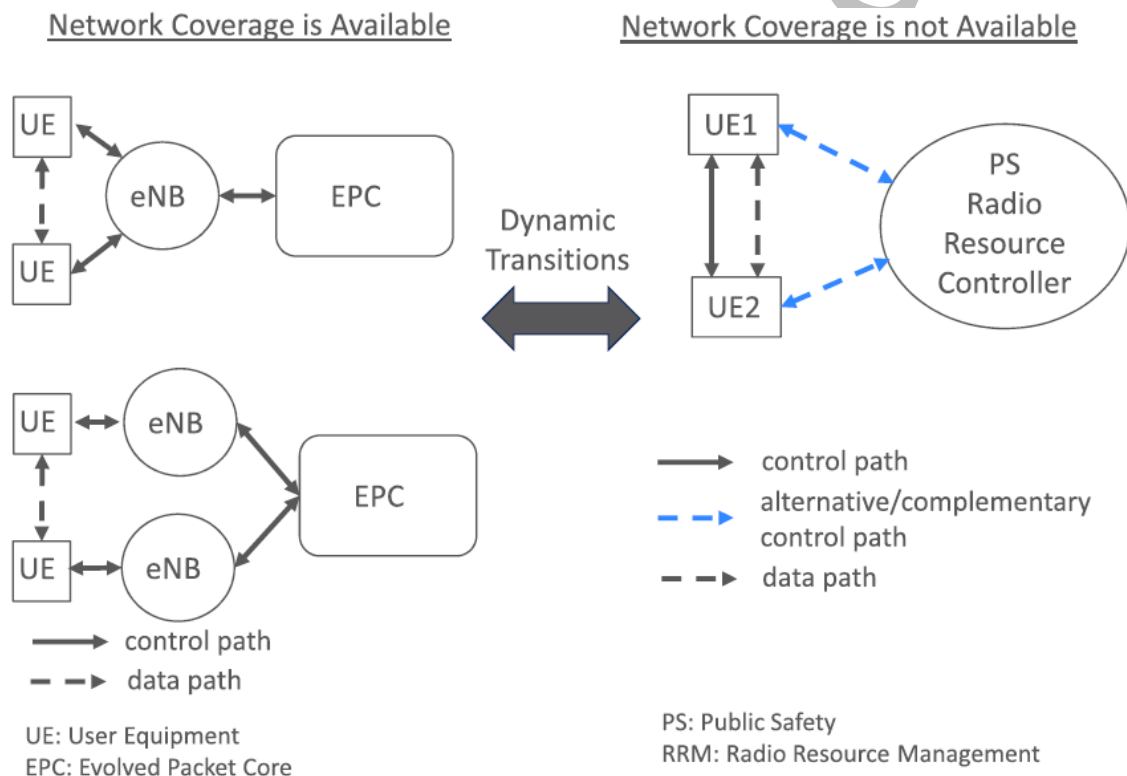 Network Coverage is Available
UE
UE
eNB
EPC
UE
UE
eNB
eNB
EPC
control path
data path
UE: User Equipment
EPC: Evolved Packet Core
Dynamic
Transitions
Network Coverage is not Available
UE1
UE2
PS
Radio
Resource
Controller
control path
alternative/complementary
control path
data path
PS: Public Safety
RRM: Radio Resource Management